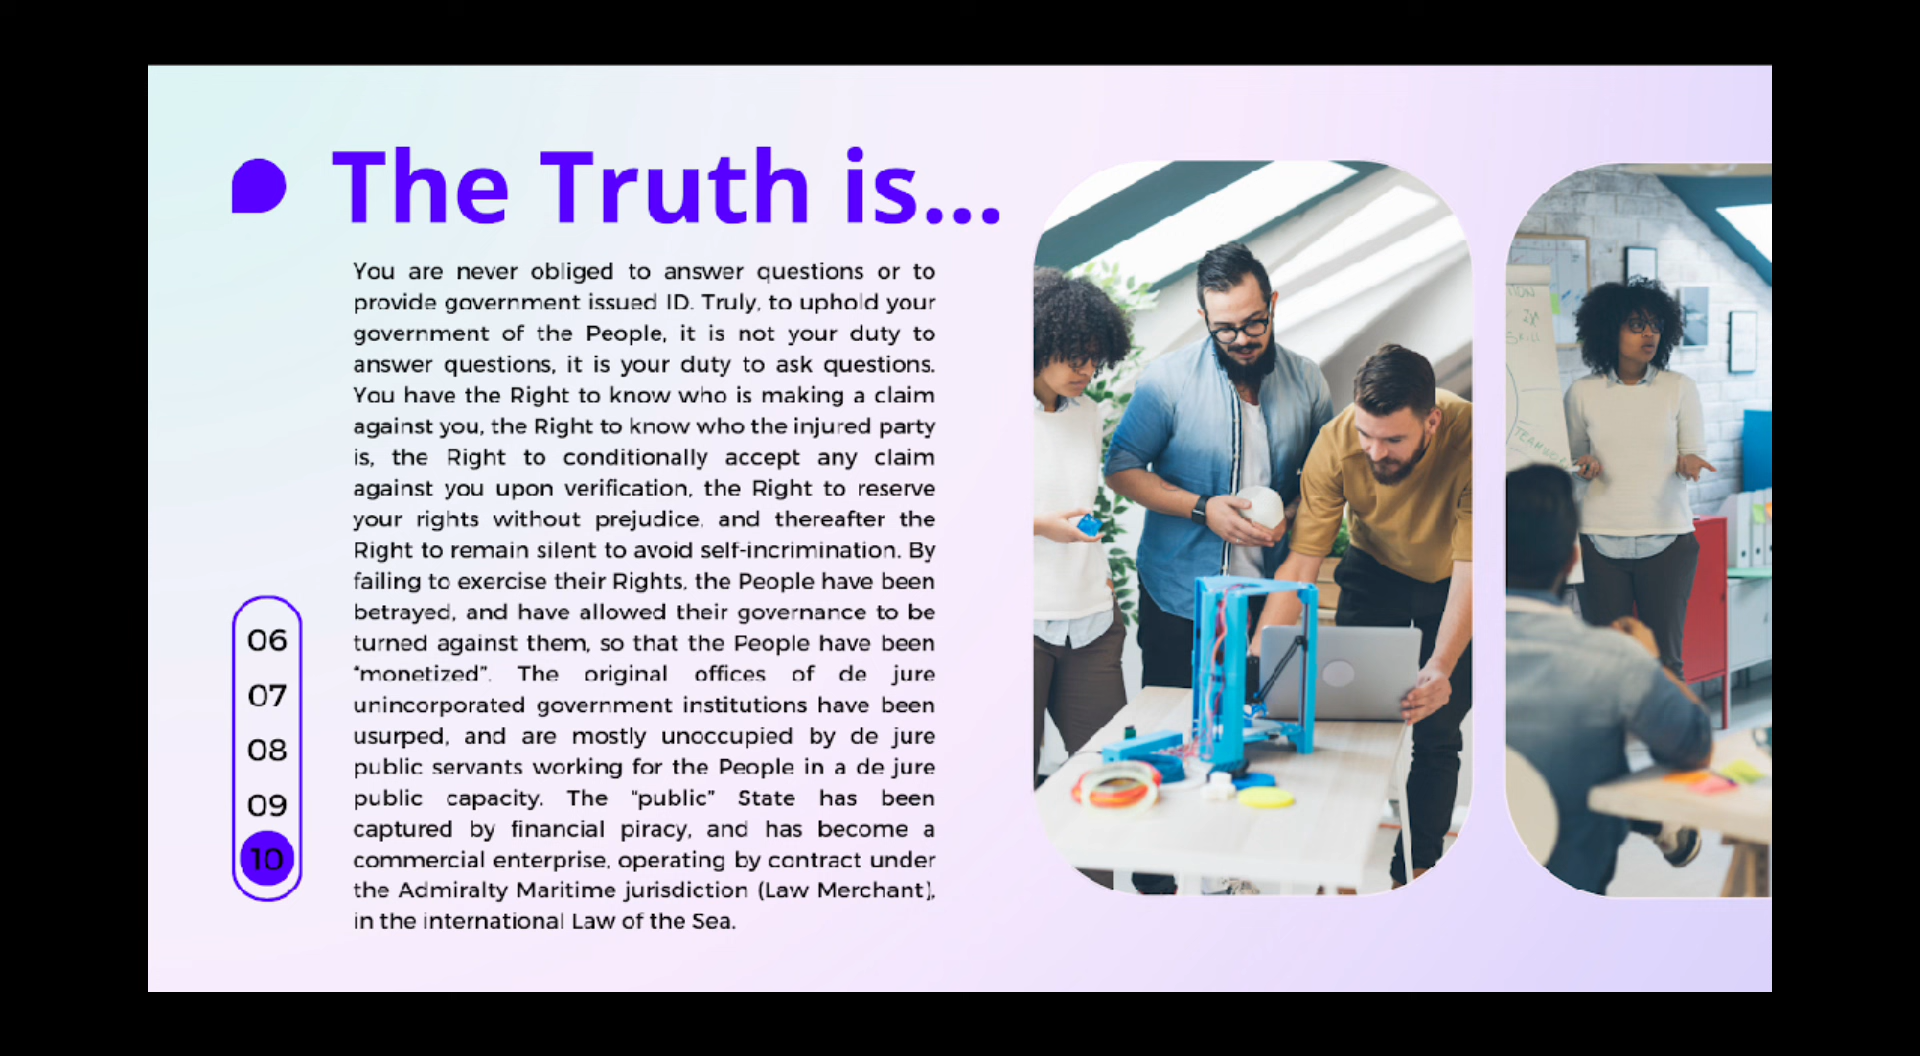 The Truth is...
You are never obliged to answer questions or to
provide government issued ID. Truly, to uphold your
government of the People, it is not your duty to
answer questions, it is your duty to ask questions.
You have the Right to know who is making a claim
against you, the Right to know who the injured party
is, the Right to conditionally accept any claim
against you upon verification, the Right to reserve
your rights without prejudice, and thereafter the
Right to remain silent to avoid self-incrimination. By
failing to exercise their Rights, the People have been
betrayed, and have allowed their governance to be
turned against them, so that the People have been
“monetized”. The original offices of de jure
unincorporated government institutions have been
usurped, and are mostly unoccupied by de jure
public servants working for the People in a de jure
public capacity. The “public” State has been
captured by financial piracy, and has become a
commercial enterprise, operating by contract under
the Admiralty Maritime jurisdiction (Law Merchant),
in the international Law of the Sea.
06
07
08
09
10
SKILL